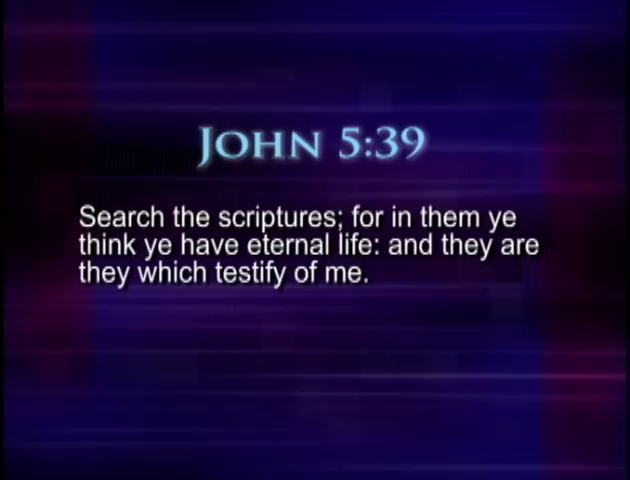 JOHN 5:39
Search the scriptures; for in them ye
think ye have eternal life: and they are
they which testify of me.